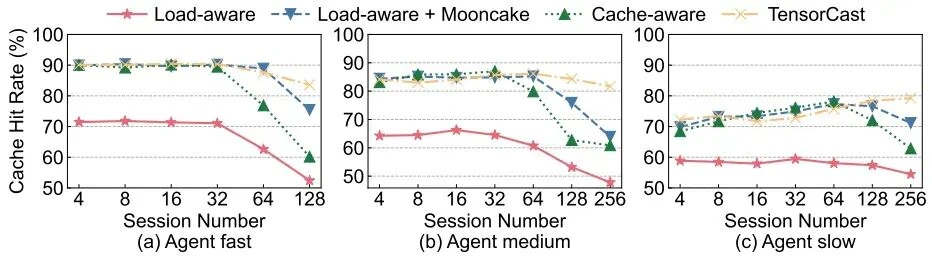 Load-aware Load-aware + Mooncake Cache-aware TensorCast
Cache Hit Rate (%)
100
90
80
70
60
50
4 8 16 32 64 128
Session Number
(a) Agent fast
100
90
80
70
60
50
4 8 16 32 64 128 256
Session Number
(b) Agent medium
100
90
80
70
60
50
4 8 16 32 64 128 256
Session Number
(c) Agent slow